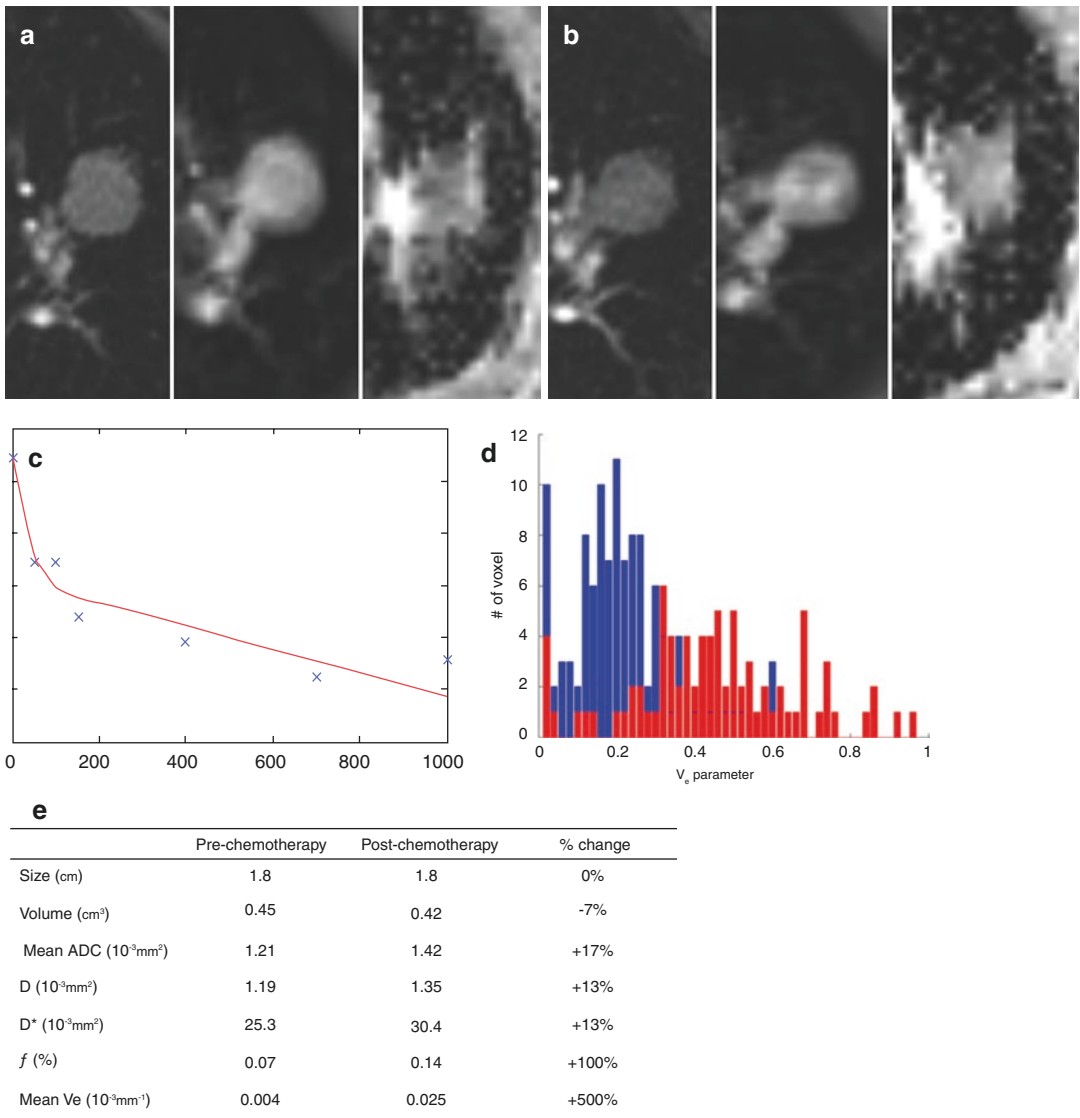 a
b
c
0 200 400 600 800 1000
d
12
10
8
6
4
2
0
# of voxel
0 0.2 0.4 0.6 0.8 1
Ve parameter
e
Pre-chemotherapy Post-chemotherapy % change
Size (cm) 1.8 1.8 0%
Volume (cm³) 0.45 0.42 -7%
Mean ADC (10⁻³mm²) 1.21 1.42 +17%
D (10⁻³mm²) 1.19 1.35 +13%
D* (10⁻³mm²) 25.3 30.4 +13%
ƒ (%) 0.07 0.14 +100%
Mean Ve (10⁻³mm⁻¹) 0.004 0.025 +500%